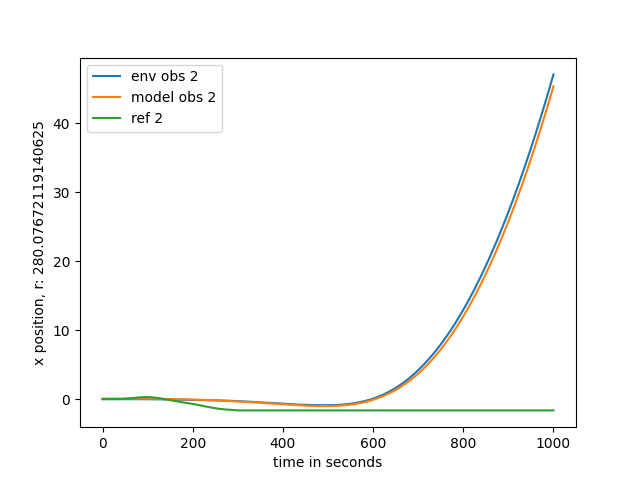 env obs 2
model obs 2
ref 2
x position, r: 280.07672119140625
40
30
20
10
0
0
200
400
600
800
1000
time in seconds